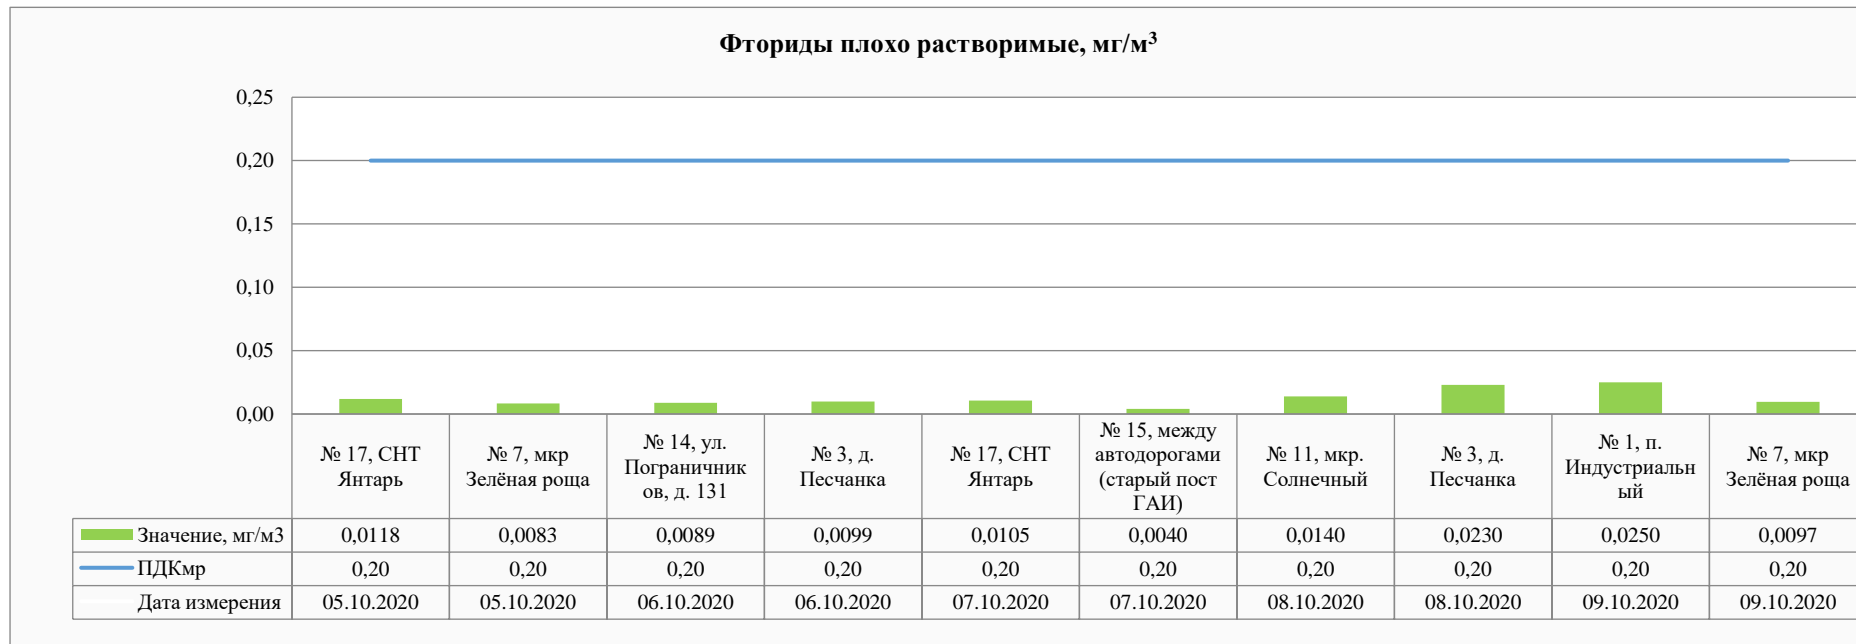 Фториды плохо растворимые, мг/м³
0,25
0,20
0,15
0,10
0,05
0,00
№ 17, СНТ
Янтарь
№ 7, мкр
Зелёная роща
№ 14, ул.
Пограничник
ов, д. 131
№ 3, д.
Песчанка
№ 17, СНТ
Янтарь
№ 15, между
автодорогами
(старый пост
ГАИ)
№ 11, мкр.
Солнечный
№ 3, д.
Песчанка
№ 1, п.
Индустриальн
ый
№ 7, мкр
Зелёная роща
Значение, мг/м3 0,0118 0,0083 0,0089 0,0099 0,0105 0,0040 0,0140 0,0230 0,0250 0,0097
ПДКмр 0,20 0,20 0,20 0,20 0,20 0,20 0,20 0,20 0,20 0,20
Дата измерения 05.10.2020 05.10.2020 06.10.2020 06.10.2020 07.10.2020 07.10.2020 08.10.2020 08.10.2020 09.10.2020 09.10.2020